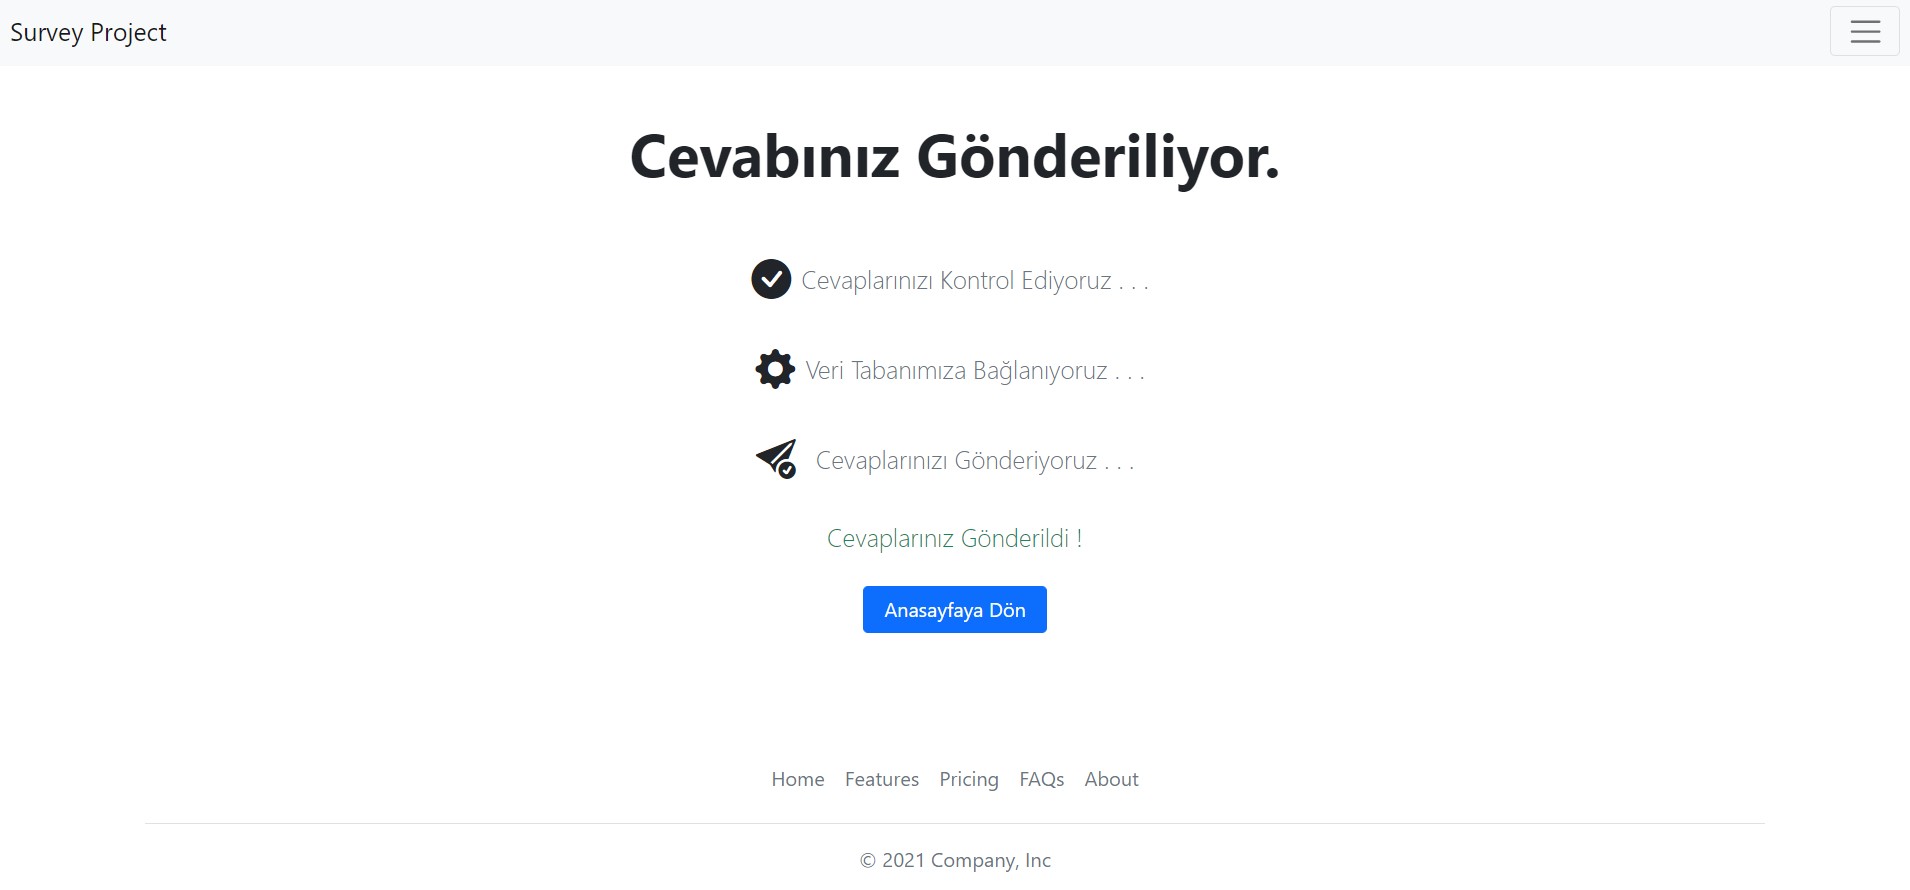 Survey Project
Cevabınız Gönderiliyor.
Cevaplarınızı Kontrol Ediyoruz . . .
Veri Tabanımıza Bağlanıyoruz . . .
Cevaplarınızı Gönderiyoruz . . .
Cevaplarınız Gönderildi !
Anasayfaya Dön
Home Features Pricing FAQs About
© 2021 Company, Inc